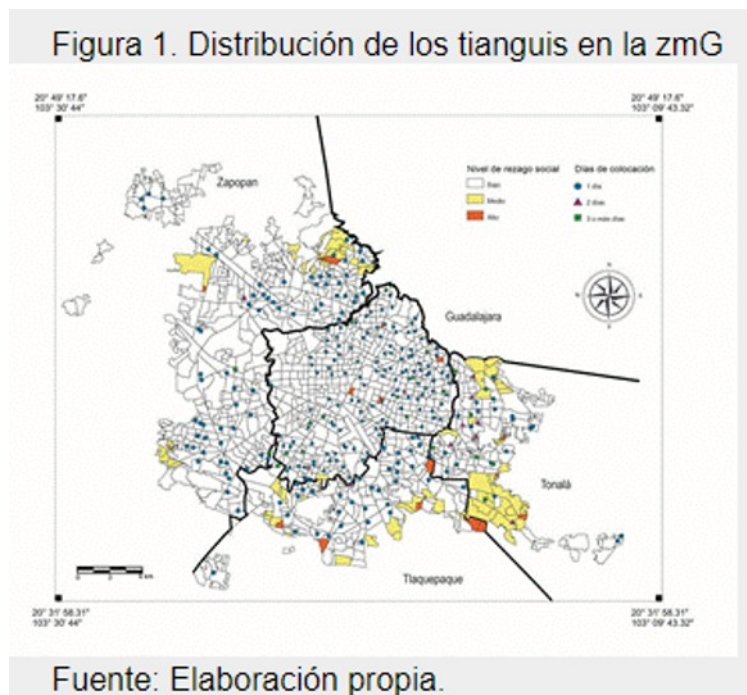 Figura 1. Distribución de los tianguis en la zmG
20° 49' 17.6"
103° 30' 44"
20° 49' 17.6"
103° 09' 43.32"
Zapopan
Nivel de rezago social
Días de colocación
Bajo
1 día
Medio
2 días
Alto
3 o más días
Guadalajara
Tonalá
Tlaquepaque
20° 31' 58.31"
103° 30' 44"
20° 31' 58.31"
103° 09' 43.32"
Fuente: Elaboración propia.